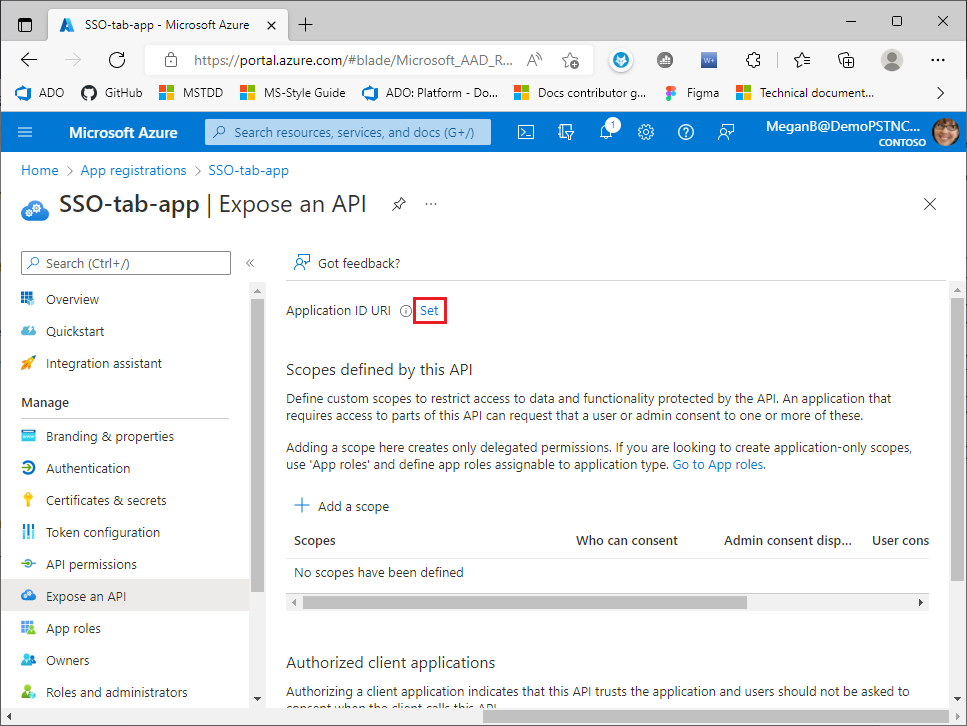 SSO-tab-app - Microsoft Azure
https://portal.azure.com/#blade/Microsoft_AAD_R...
ADO
GitHub
MSTDD
MS-Style Guide
ADO: Platform - Do...
Docs contributor g...
Figma
Technical document...
Microsoft Azure
Search resources, services, and docs (G+/)
1
MeganB@DemoPSTNC...
CONTOSO
Home > App registrations > SSO-tab-app
SSO-tab-app | Expose an API
Search (Ctrl+/)
Overview
Quickstart
Integration assistant
Manage
Branding & properties
Authentication
Certificates & secrets
Token configuration
API permissions
Expose an API
App roles
Owners
Roles and administrators
Got feedback?
Application ID URI Set
Scopes defined by this API
Define custom scopes to restrict access to data and functionality protected by the API. An application that
requires access to parts of this API can request that a user or admin consent to one or more of these.
Adding a scope here creates only delegated permissions. If you are looking to create application-only scopes,
use 'App roles' and define app roles assignable to application type. Go to App roles.
Add a scope
Scopes Who can consent Admin consent disp... User cons
No scopes have been defined
Authorized client applications
Authorizing a client application indicates that this API trusts the application and users should not be asked to
consent when the client calls this API